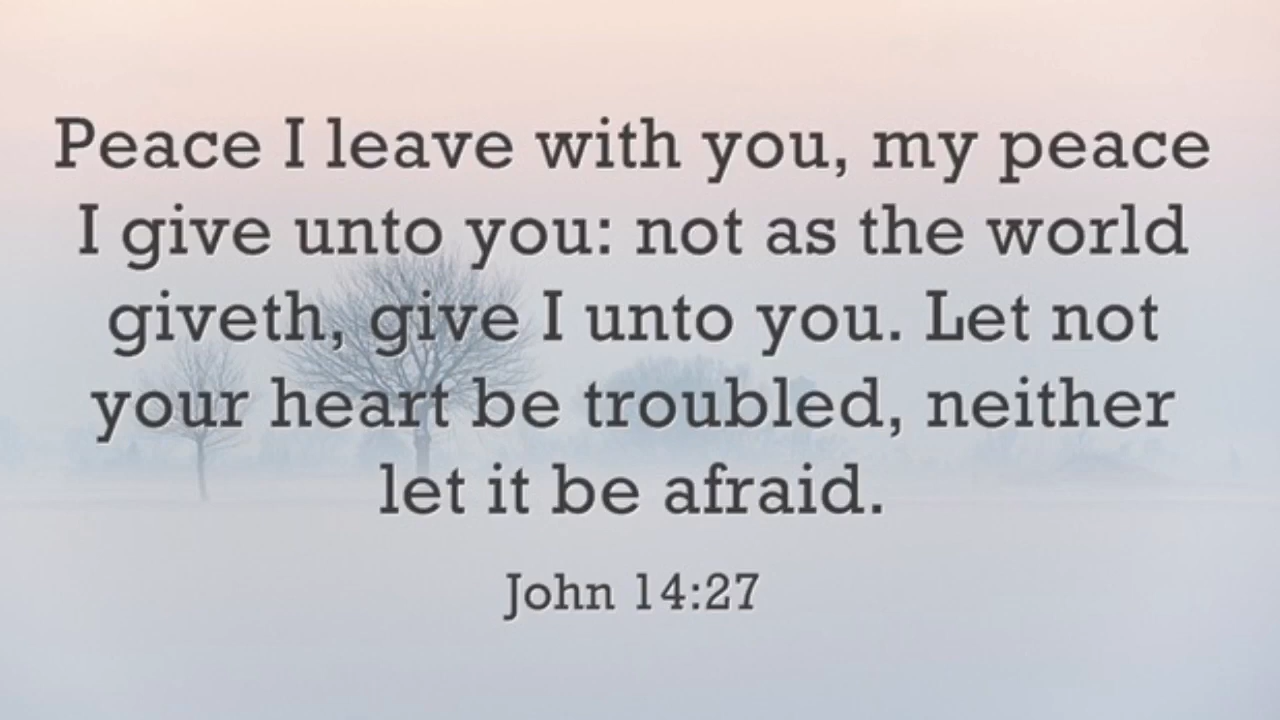 Peace I leave with you, my peace
I give unto you: not as the world
giveth, give I unto you. Let not
your heart be troubled, neither
let it be afraid.
John 14:27